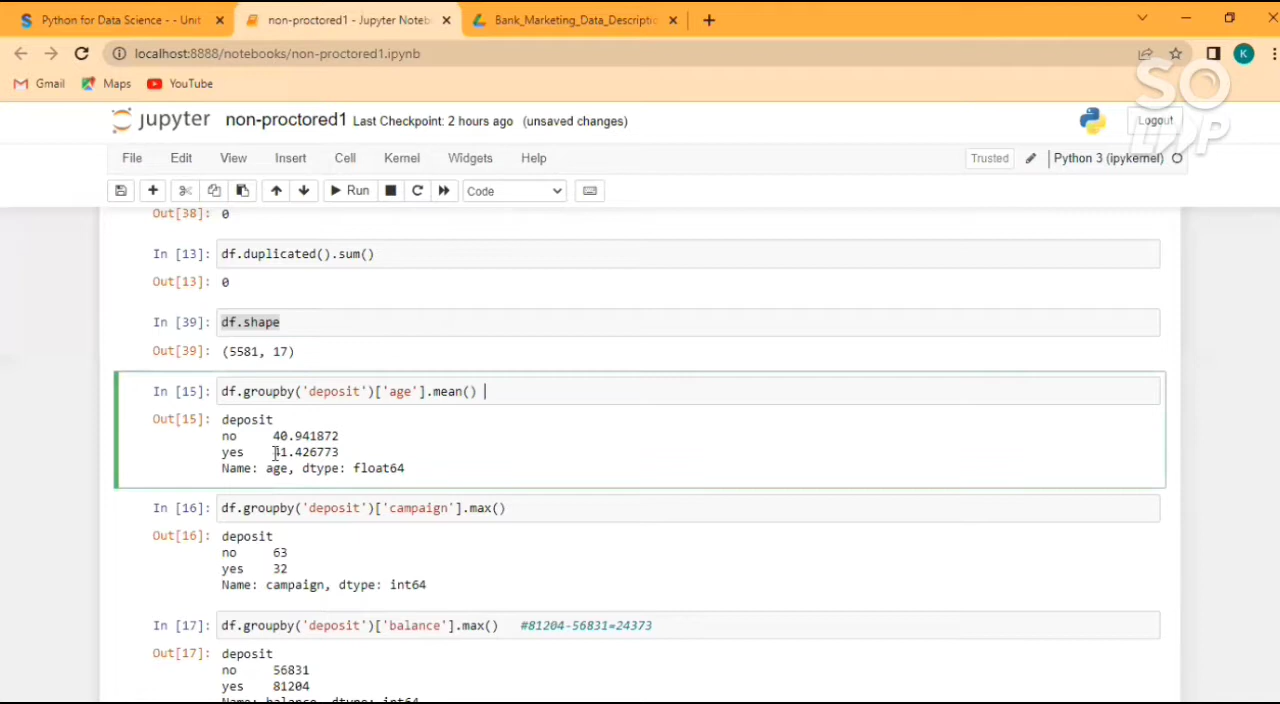 Python for Data Science - - Unit
non-proctored1 - Jupyter Noteb
Bank_Marketing_Data_Descriptio
localhost:8888/notebooks/non-proctored1.ipynb
K
Gmail Maps YouTube
jupyter non-proctored1 Last Checkpoint: 2 hours ago (unsaved changes)
Logout
File Edit View Insert Cell Kernel Widgets Help
Trusted Python 3 (ipykernel)
Run Code
Out[38]: 0
In [13]: df.duplicated().sum()
Out[13]: 0
In [39]: df.shape
Out[39]: (5581, 17)
In [15]: df.groupby('deposit')['age'].mean()
Out[15]: deposit
no 40.941872
yes 41.426773
Name: age, dtype: float64
In [16]: df.groupby('deposit')['campaign'].max()
Out[16]: deposit
no 63
yes 32
Name: campaign, dtype: int64
In [17]: df.groupby('deposit')['balance'].max() #81204-56831=24373
Out[17]: deposit
no 56831
yes 81204
Name: balance, dtype: int64